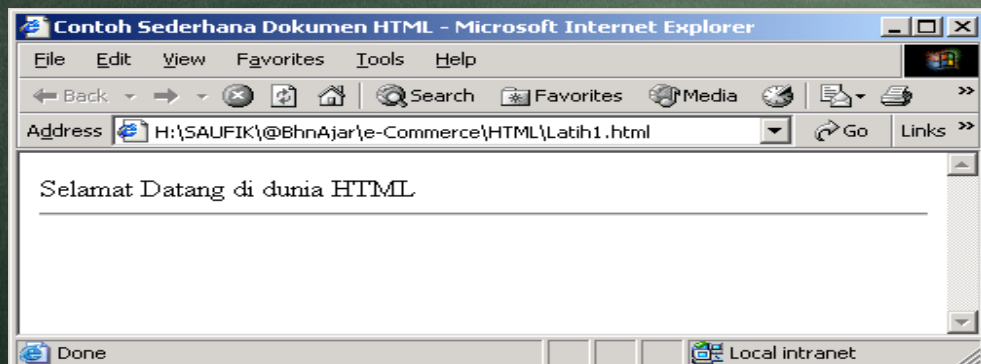 Contoh Sederhana Dokumen HTML - Microsoft Internet Explorer
File Edit View Favorites Tools Help
Back Search Favorites Media »
Address H:\SAUFIK\@BhnAjar\e-Commerce\HTML\Latih1.html Go Links »
Selamat Datang di dunia HTML
Done Local intranet